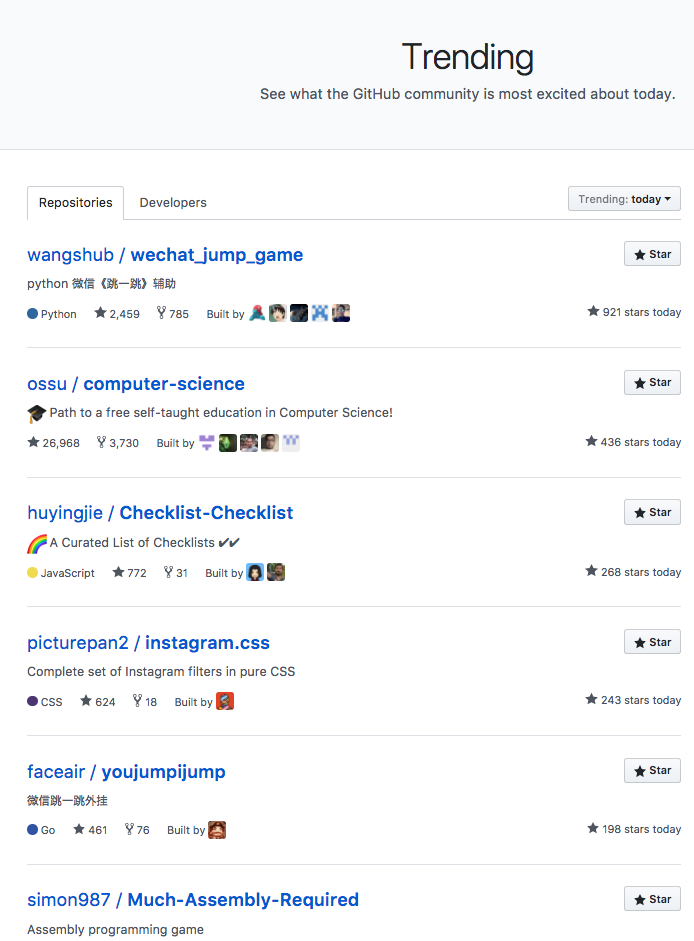 Trending
See what the GitHub community is most excited about today.
Repositories Developers Trending: today
wangshub / wechat_jump_game Star
python 微信《跳一跳》辅助
Python 2,459 785 Built by 921 stars today
ossu / computer-science Star
🎓 Path to a free self-taught education in Computer Science!
26,968 3,730 Built by 436 stars today
huyingjie / Checklist-Checklist Star
🌈 A Curated List of Checklists ✔✔
JavaScript 772 31 Built by 268 stars today
picturepan2 / instagram.css Star
Complete set of Instagram filters in pure CSS
CSS 624 18 Built by 243 stars today
faceair / youjumpijump Star
微信跳一跳外挂
Go 461 76 Built by 198 stars today
simon987 / Much-Assembly-Required Star
Assembly programming game